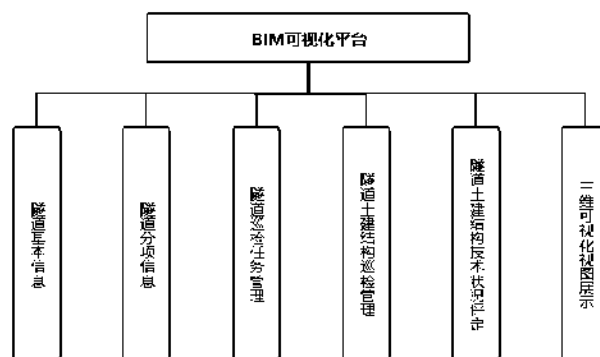 BIM可视化平台
隧道基本信息
隧道分项信息
隧道巡检任务管理
隧道土建结构巡检管理
隧道土建结构技术状况评定
三维可视化视图展示